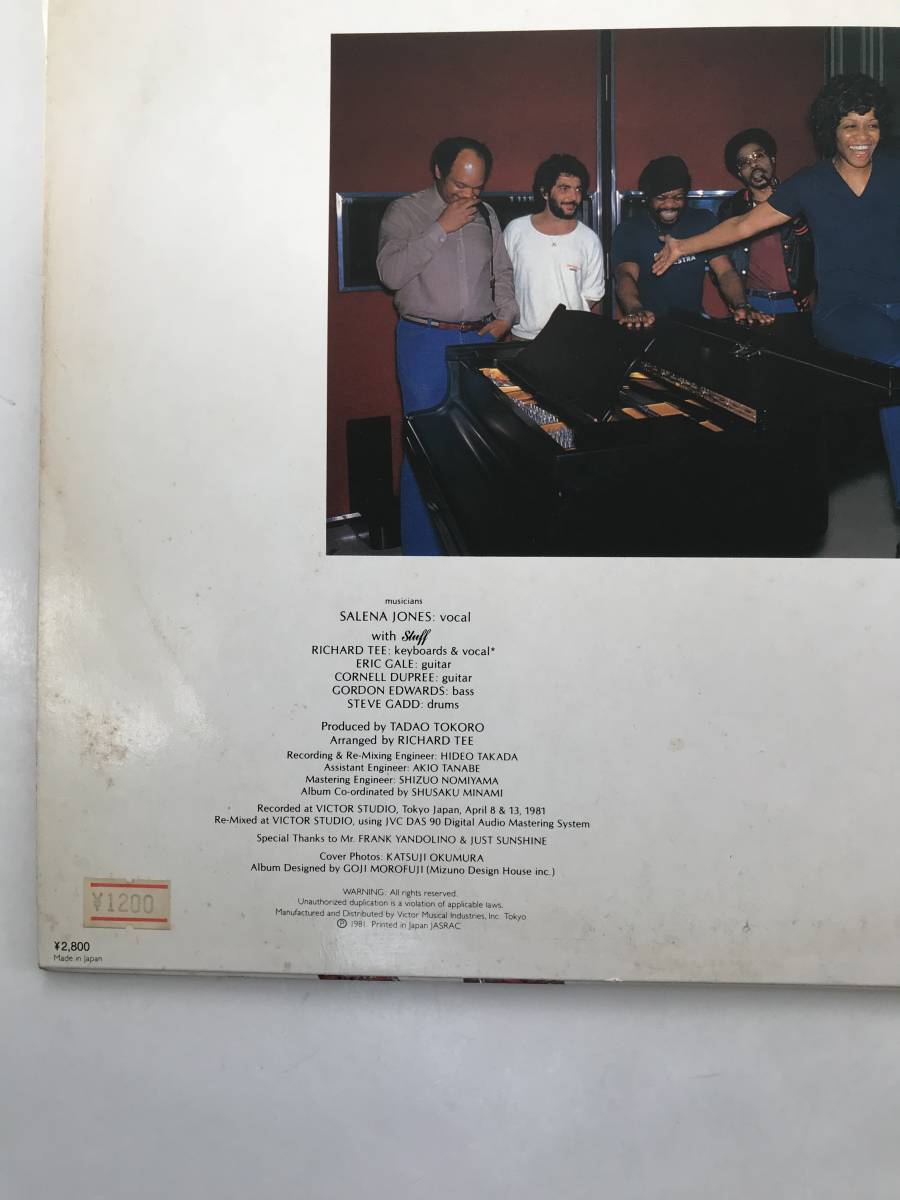 ESTRA
musicians
SALENA JONES: vocal
with Stuff
RICHARD TEE: keyboards & vocal*
ERIC GALE: guitar
CORNELL DUPREE: guitar
GORDON EDWARDS: bass
STEVE GADD: drums
Produced by TADAO TOKORO
Arranged by RICHARD TEE
Recording & Re-Mixing Engineer: HIDEO TAKADA
Assistant Engineer: AKIO TANABE
Mastering Engineer: SHIZUO NOMIYAMA
Album Co-ordinated by SHUSAKU MINAMI
Recorded at VICTOR STUDIO, Tokyo Japan, April 8 & 13, 1981
Re-Mixed at VICTOR STUDIO, using JVC DAS 90 Digital Audio Mastering System
Special Thanks to Mr. FRANK YANDOLINO & JUST SUNSHINE
Cover Photos: KATSUJI OKUMURA
Album Designed by GOJI MOROFUJI (Mizuno Design House inc.)
WARNING: All rights reserved.
Unauthorized duplication is a violation of applicable laws.
Manufactured and Distributed by Victor Musical Industries, Inc. Tokyo
Ⓟ 1981. Printed in Japan JASRAC
¥1200
¥2,800
Made in Japan